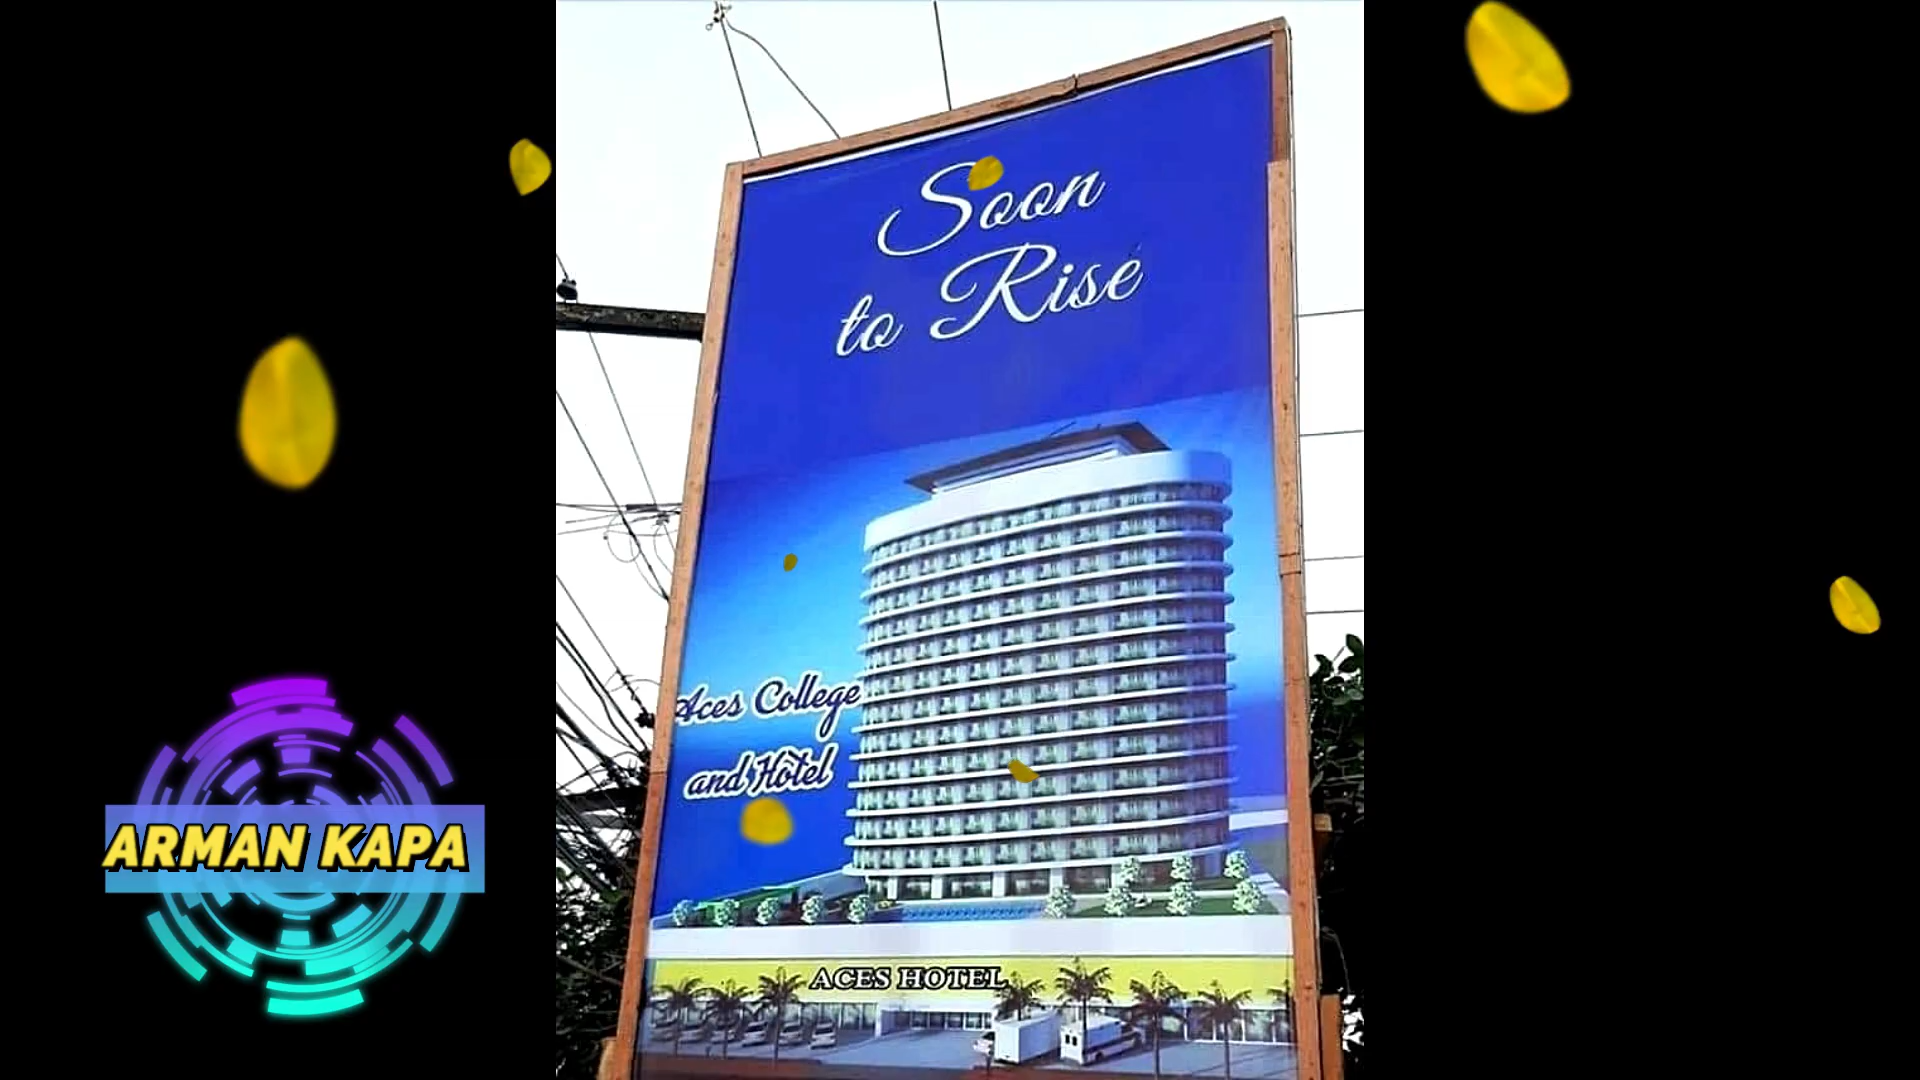 Soon
to Rise
Aces College
and Hotel
ACES HOTEL
ARMAN KAPA